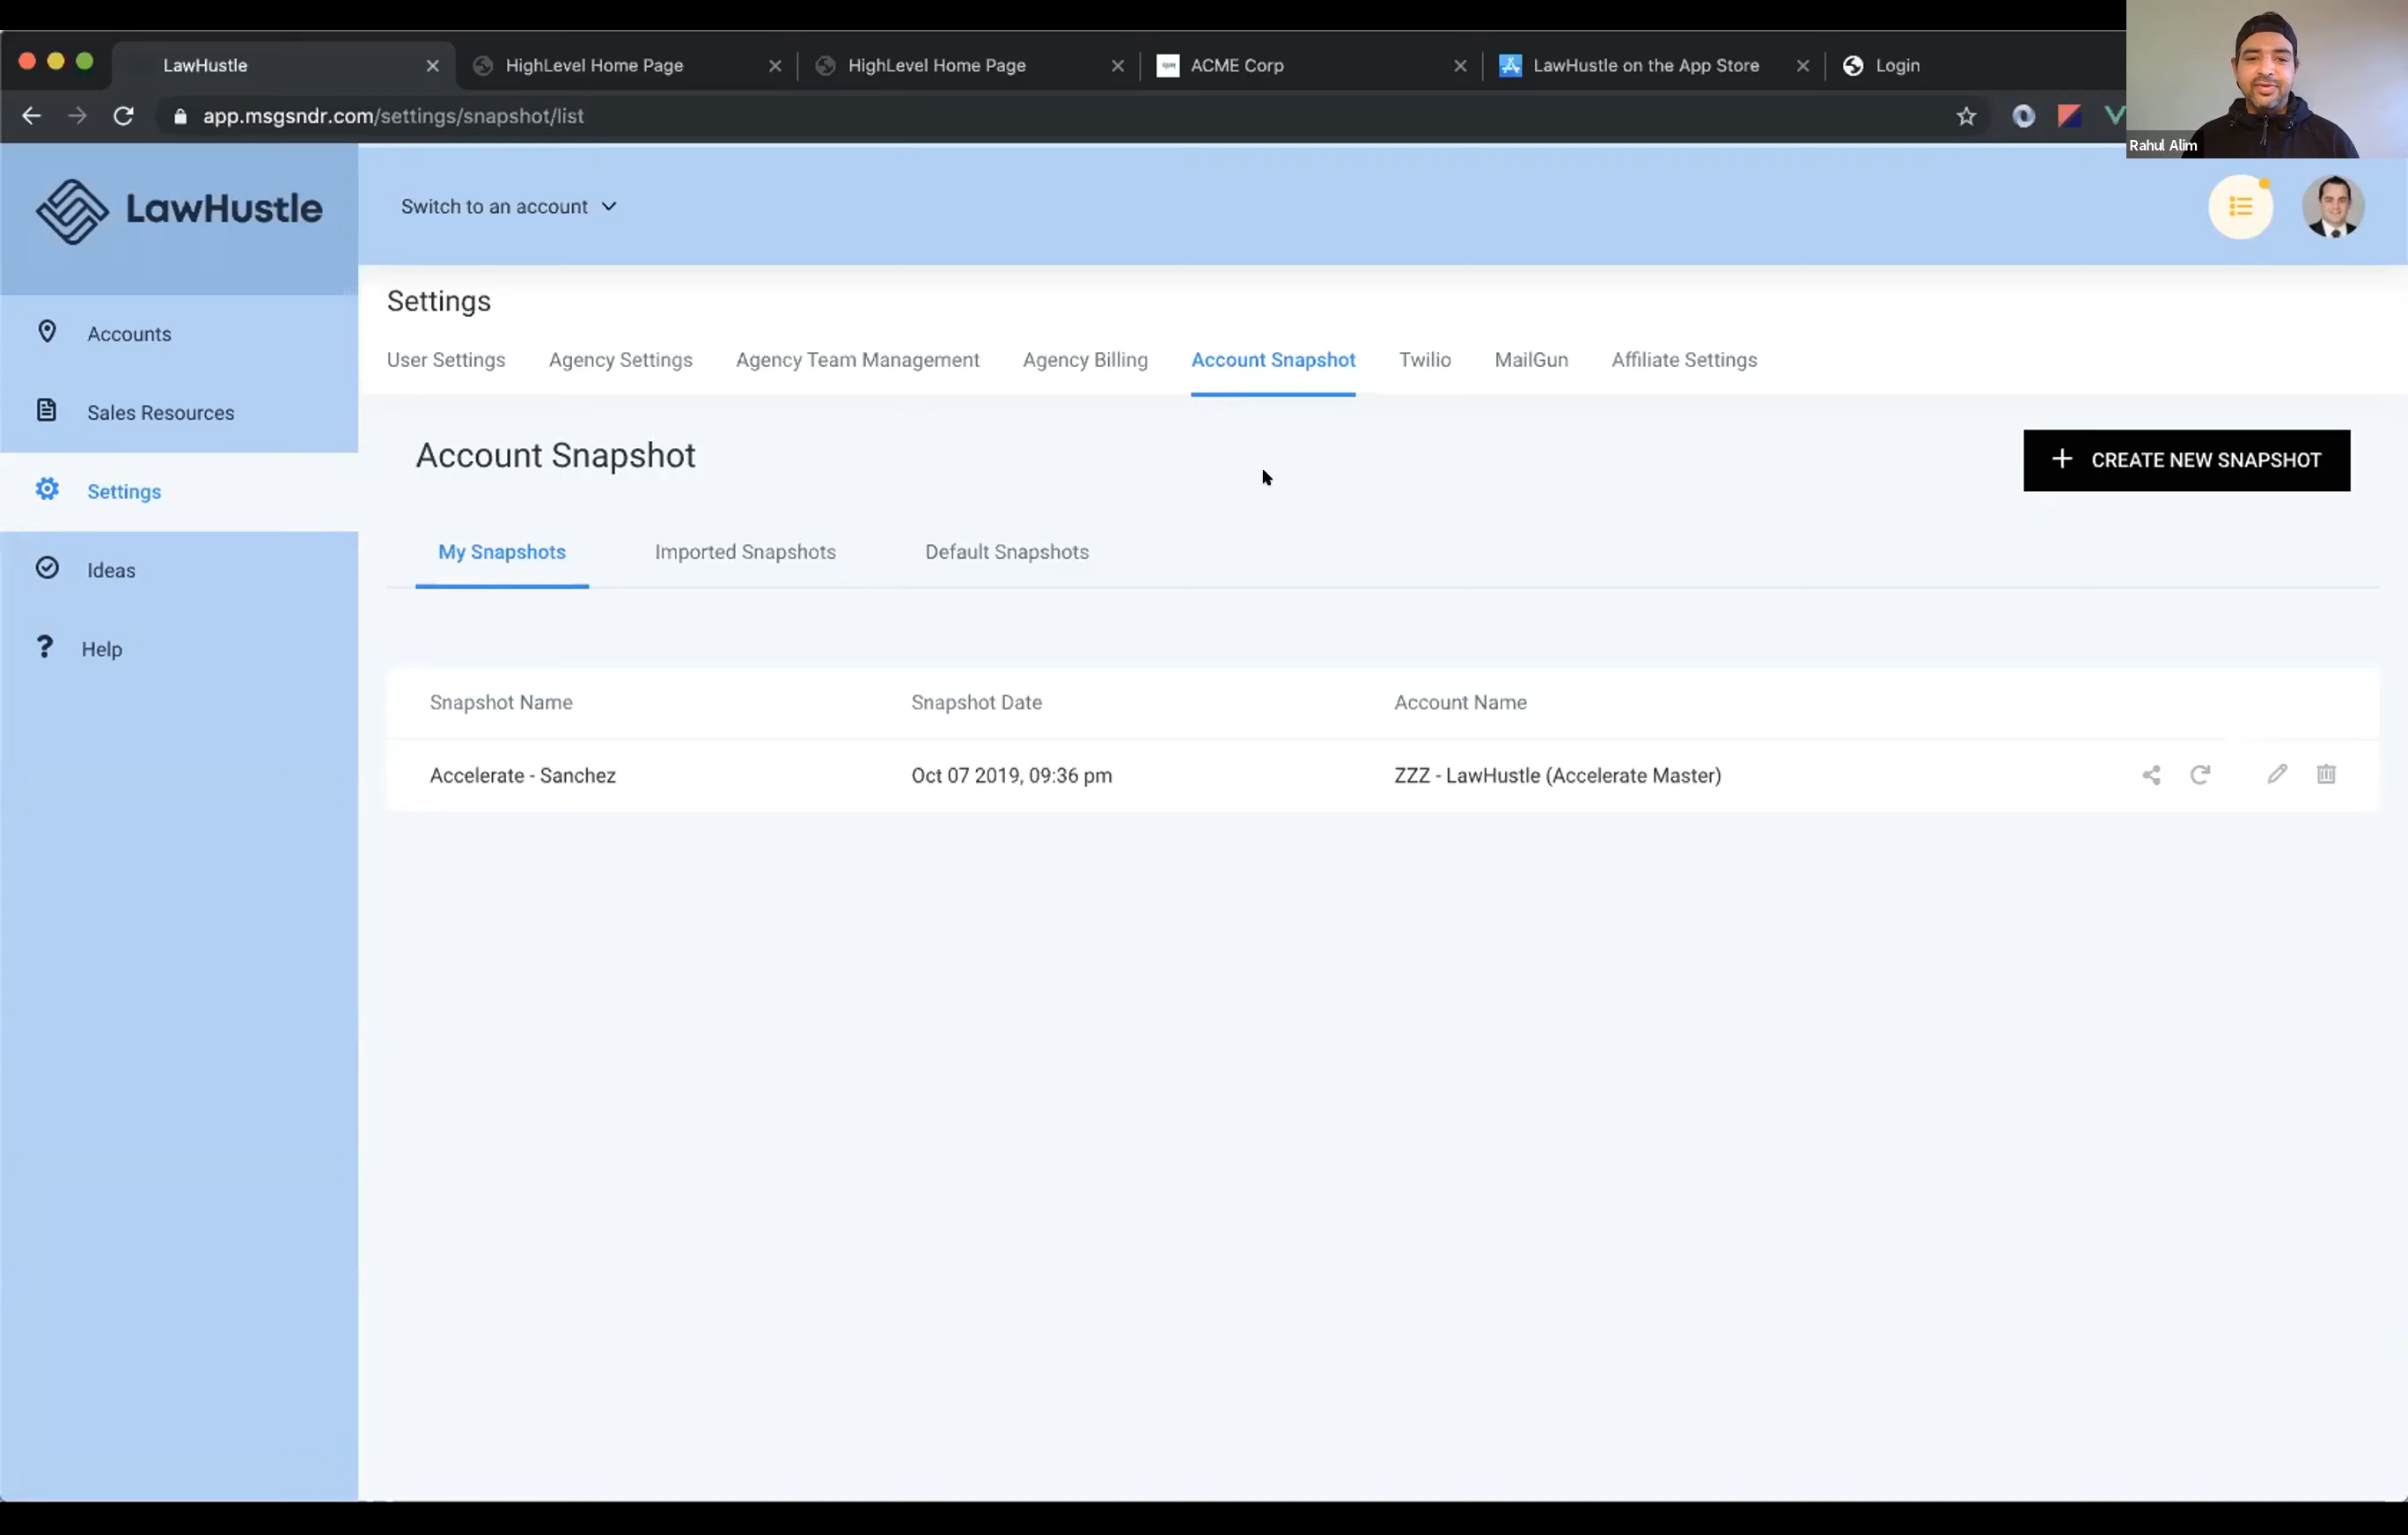 LawHustle
HighLevel Home Page
HighLevel Home Page
ACME Corp
LawHustle on the App Store
Login
app.msgsndr.com/settings/snapshot/list
Rahul Alim
LawHustle
Switch to an account
Accounts
Sales Resources
Settings
Ideas
Help
Settings
User Settings Agency Settings Agency Team Management Agency Billing Account Snapshot Twilio MailGun Affiliate Settings
Account Snapshot
+ CREATE NEW SNAPSHOT
My Snapshots Imported Snapshots Default Snapshots
Snapshot Name Snapshot Date Account Name
Accelerate - Sanchez Oct 07 2019, 09:36 pm ZZZ - LawHustle (Accelerate Master)